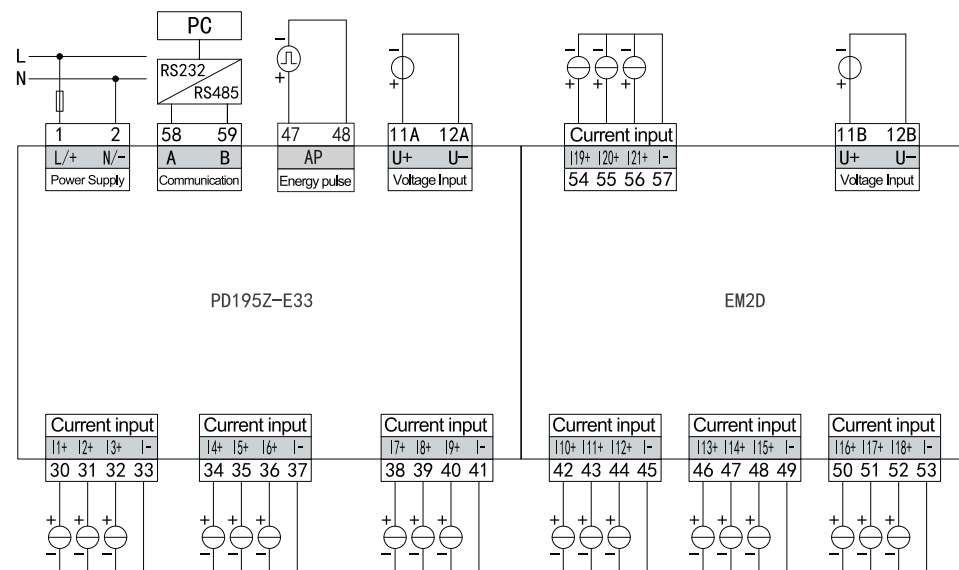 PC
L
N
RS232
RS485
1 2
L/+ N/-
Power Supply
58 59
A B
Communication
47 48
AP
Energy pulse
11A 12A
U+ U-
Voltage Input
Current input
I19+ I20+ I21+ I-
54 55 56 57
11B 12B
U+ U-
Voltage Input
PD195Z-E33
EM2D
Current input
I1+ I2+ I3+ I-
30 31 32 33
Current input
I4+ I5+ I6+ I-
34 35 36 37
Current input
I7+ I8+ I9+ I-
38 39 40 41
Current input
I10+ I11+ I12+ I-
42 43 44 45
Current input
I13+ I14+ I15+ I-
46 47 48 49
Current input
I16+ I17+ I18+ I-
50 51 52 53